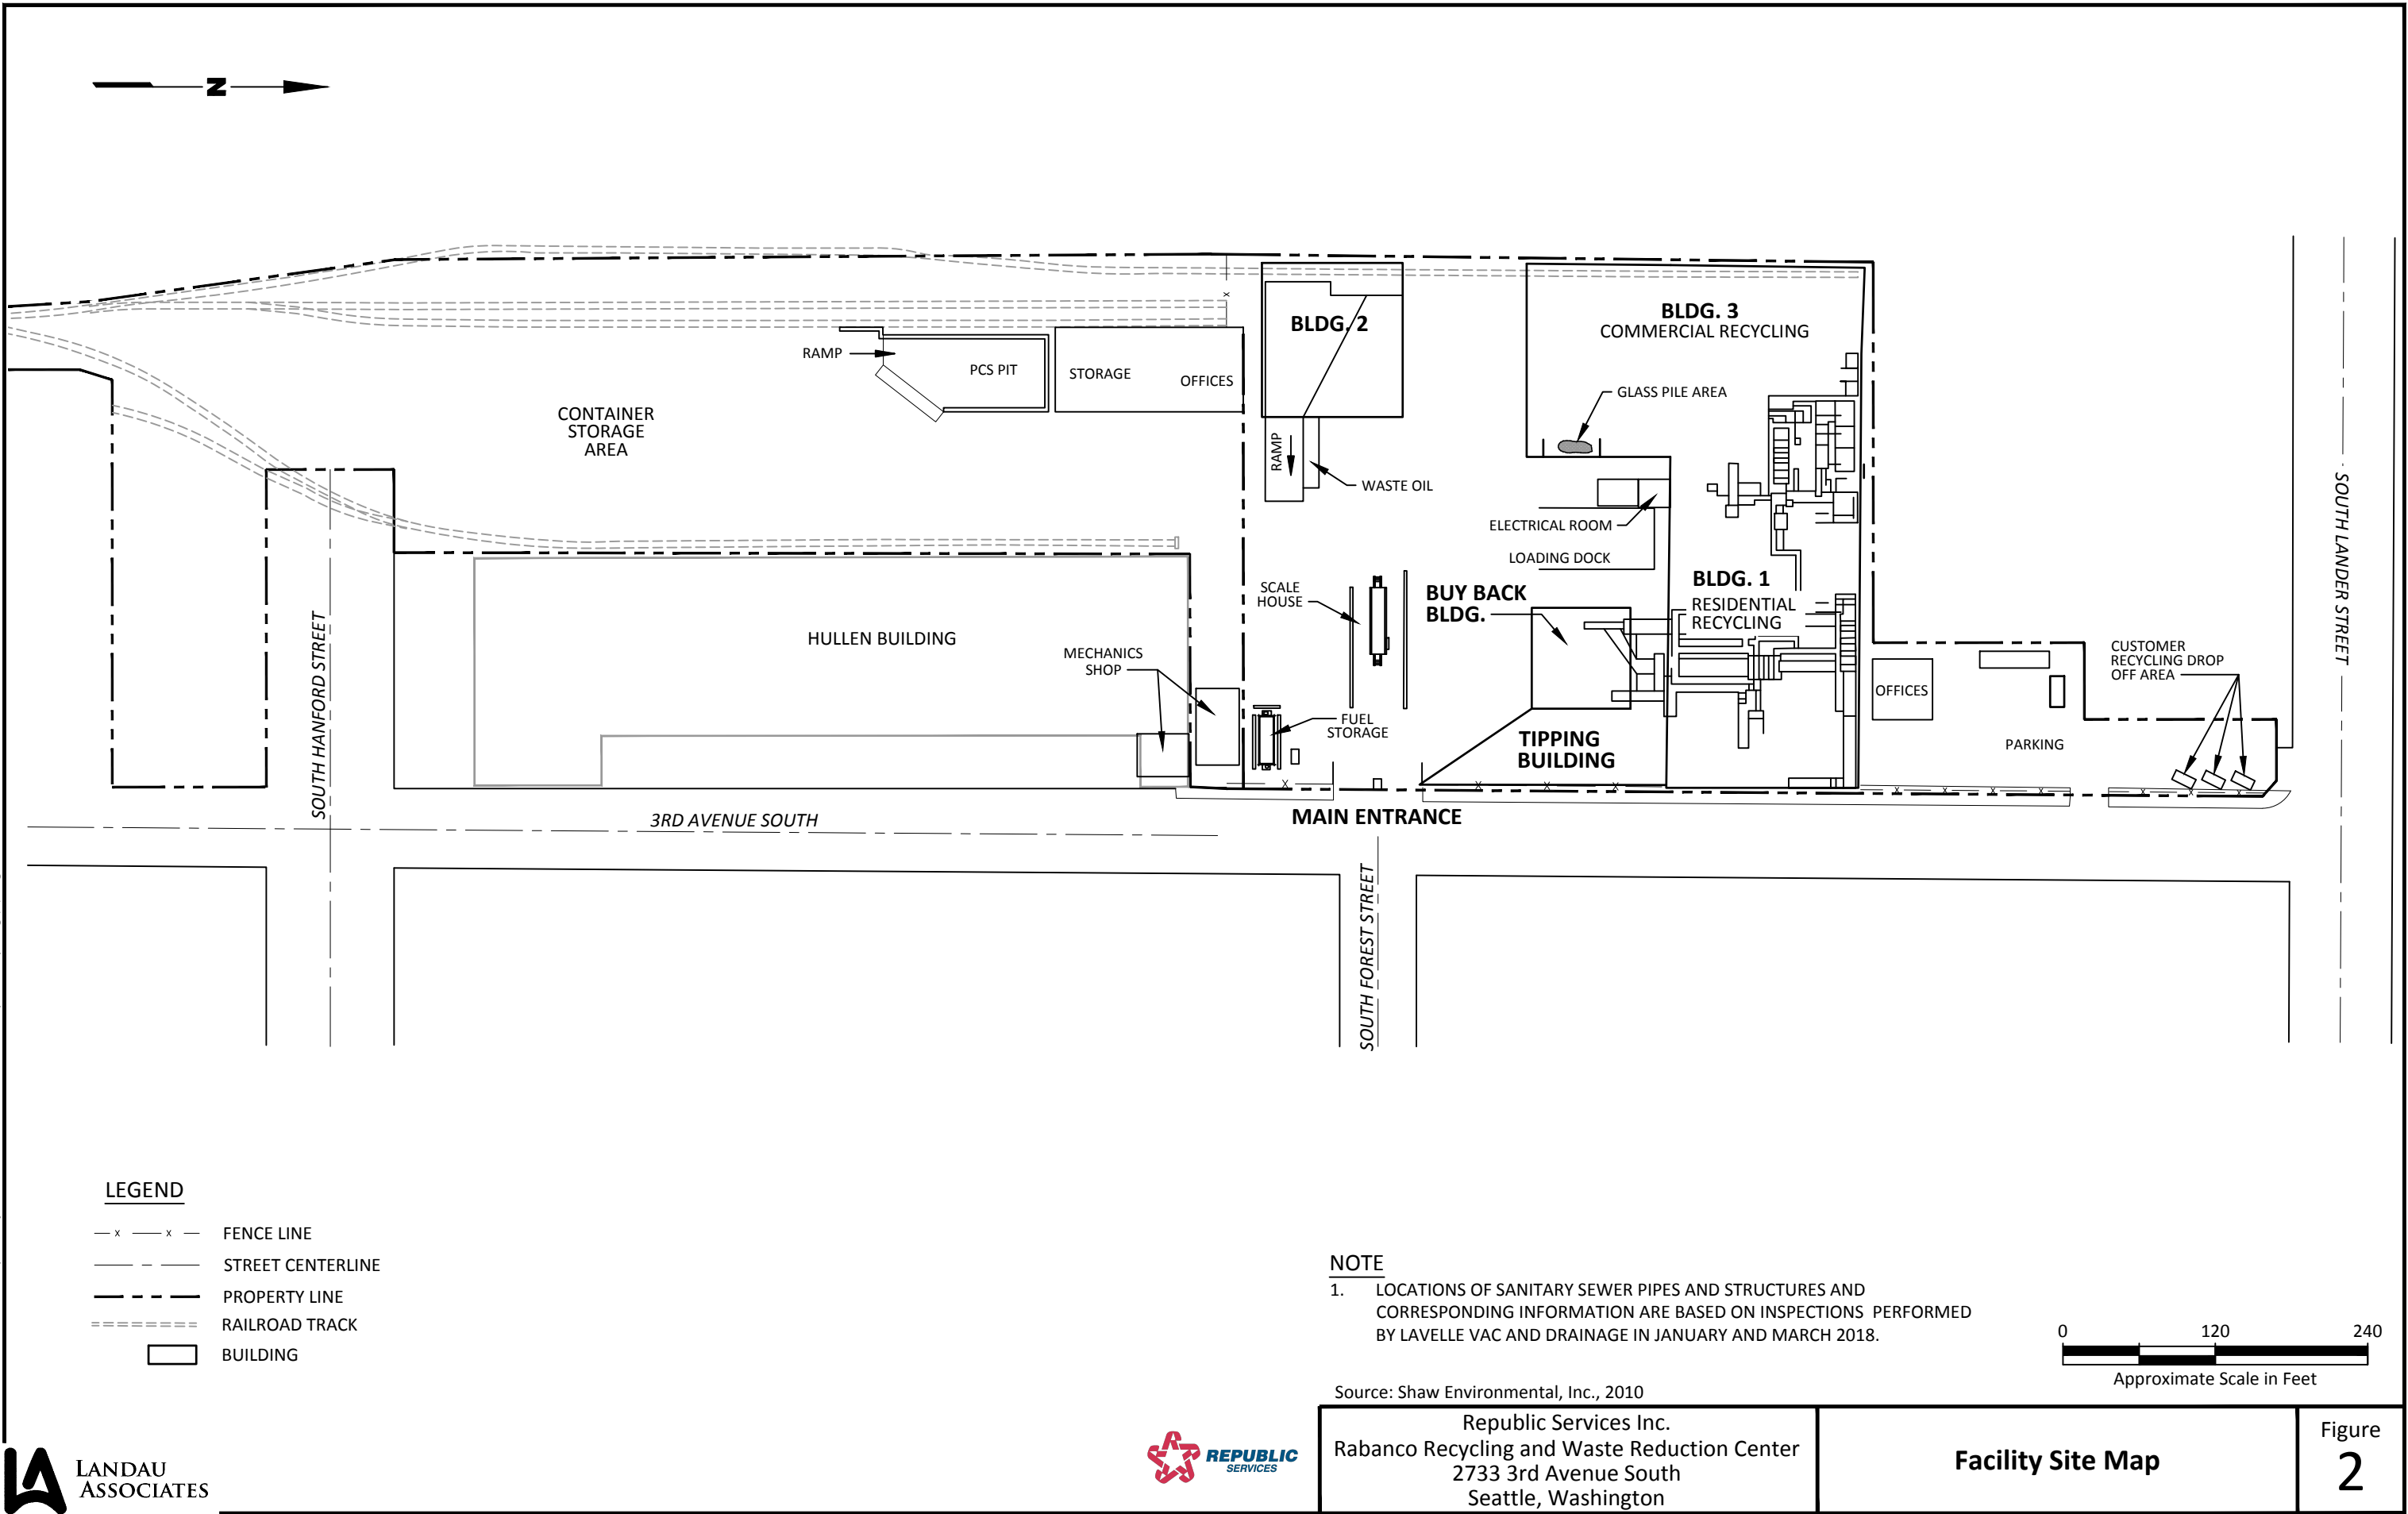 N
BLDG. 2
BLDG. 3
COMMERCIAL RECYCLING
RAMP
PCS PIT
STORAGE
OFFICES
GLASS PILE AREA
CONTAINER
STORAGE
AREA
RAMP
WASTE OIL
ELECTRICAL ROOM
LOADING DOCK
SCALE
HOUSE
BUY BACK
BLDG.
BLDG. 1
RESIDENTIAL
RECYCLING
HULLEN BUILDING
MECHANICS
SHOP
FUEL
STORAGE
TIPPING
BUILDING
OFFICES
PARKING
CUSTOMER
RECYCLING DROP
OFF AREA
SOUTH LANDER STREET
SOUTH HANFORD STREET
3RD AVENUE SOUTH
MAIN ENTRANCE
SOUTH FOREST STREET
LEGEND
x x FENCE LINE
STREET CENTERLINE
PROPERTY LINE
RAILROAD TRACK
BUILDING
NOTE
1. LOCATIONS OF SANITARY SEWER PIPES AND STRUCTURES AND
CORRESPONDING INFORMATION ARE BASED ON INSPECTIONS PERFORMED
BY LAVELLE VAC AND DRAINAGE IN JANUARY AND MARCH 2018.
0 120 240
Approximate Scale in Feet
Source: Shaw Environmental, Inc., 2010
LA LANDAU
ASSOCIATES
REPUBLIC
SERVICES
Republic Services Inc.
Rabanco Recycling and Waste Reduction Center
2733 3rd Avenue South
Seattle, Washington
Facility Site Map
Figure
2